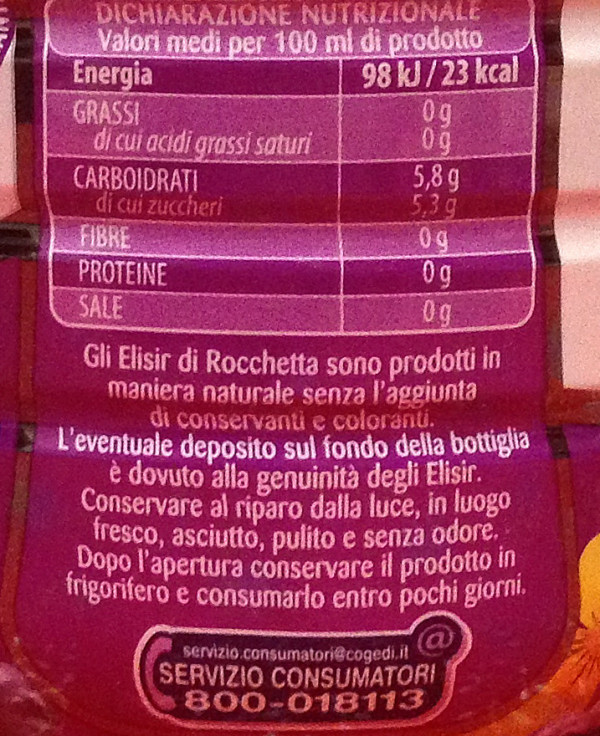 DICHIARAZIONE NUTRIZIONALE
Valori medi per 100 ml di prodotto
Energia 98 kJ / 23 kcal
GRASSI 0 g
di cui acidi grassi saturi 0 g
CARBOIDRATI 5,8 g
di cui zuccheri 5,3 g
FIBRE 0 g
PROTEINE 0 g
SALE 0 g
Gli Elisir di Rocchetta sono prodotti in
maniera naturale senza l'aggiunta
di conservanti e coloranti.
L'eventuale deposito sul fondo della bottiglia
è dovuto alla genuinità degli Elisir.
Conservare al riparo dalla luce, in luogo
fresco, asciutto, pulito e senza odore.
Dopo l'apertura conservare il prodotto in
frigorifero e consumarlo entro pochi giorni.
@
servizio.consumatori@cogedi.it
SERVIZIO CONSUMATORI
800-018113